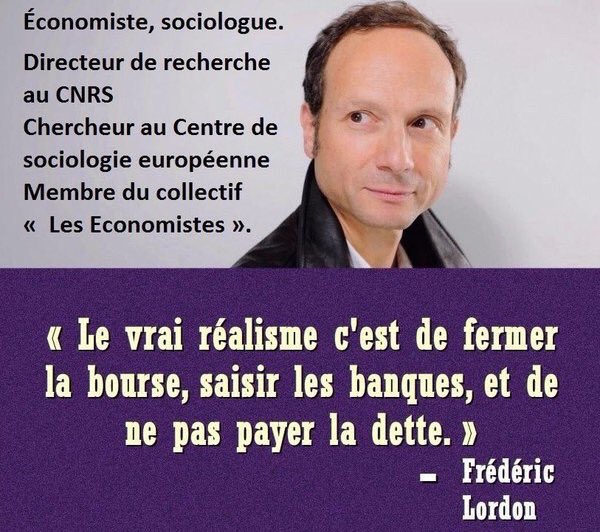 Économiste, sociologue.
Directeur de recherche
au CNRS
Chercheur au Centre de
sociologie européenne
Membre du collectif
« Les Economistes ».
« Le vrai réalisme c'est de fermer
la bourse, saisir les banques, et de
ne pas payer la dette. »
– Frédéric
Lordon